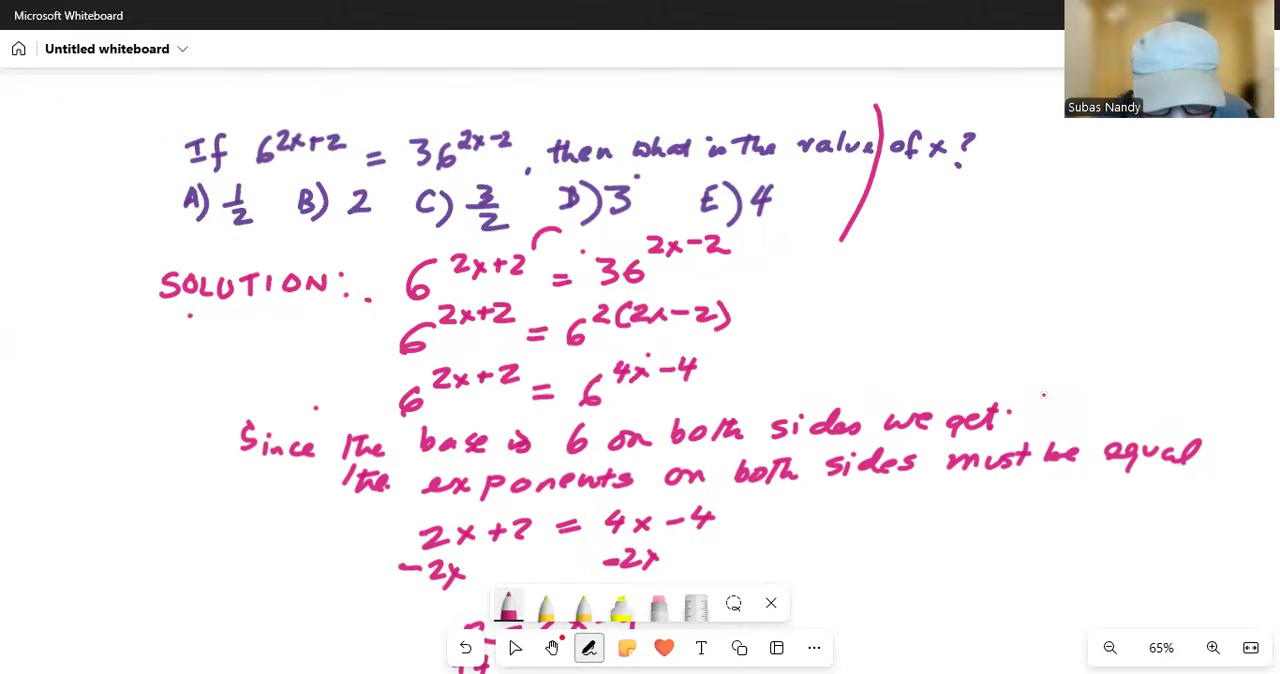 Microsoft Whiteboard
Untitled whiteboard
Subas Nandy
If 6^{2x+2} = 36^{2x-2}, then what is the value of x?
A) 1/2 B) 2 C) 3/2 D) 3 E) 4
SOLUTION: 6^{2x+2} = 36^{2x-2}
6^{2x+2} = 6^{2(2x-2)}
6^{2x+2} = 6^{4x-4}
Since the base is 6 on both sides we get.
the exponents on both sides must be equal
2x+2 = 4x-4
-2x -2x
65%